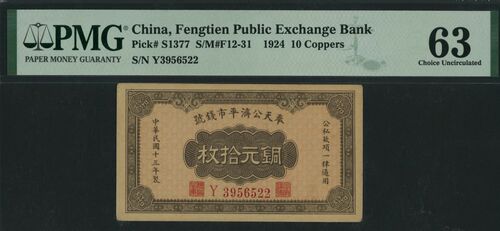 PMG
PAPER MONEY GUARANTY
China, Fengtien Public Exchange Bank
Pick# S1377 S/M#F12-31 1924 10 Coppers
S/N Y3956522
63
Choice Uncirculated
號錢市平濟公天奉
枚拾元銅
公私款項一律通用
中華民國十三年製
Y 3956522